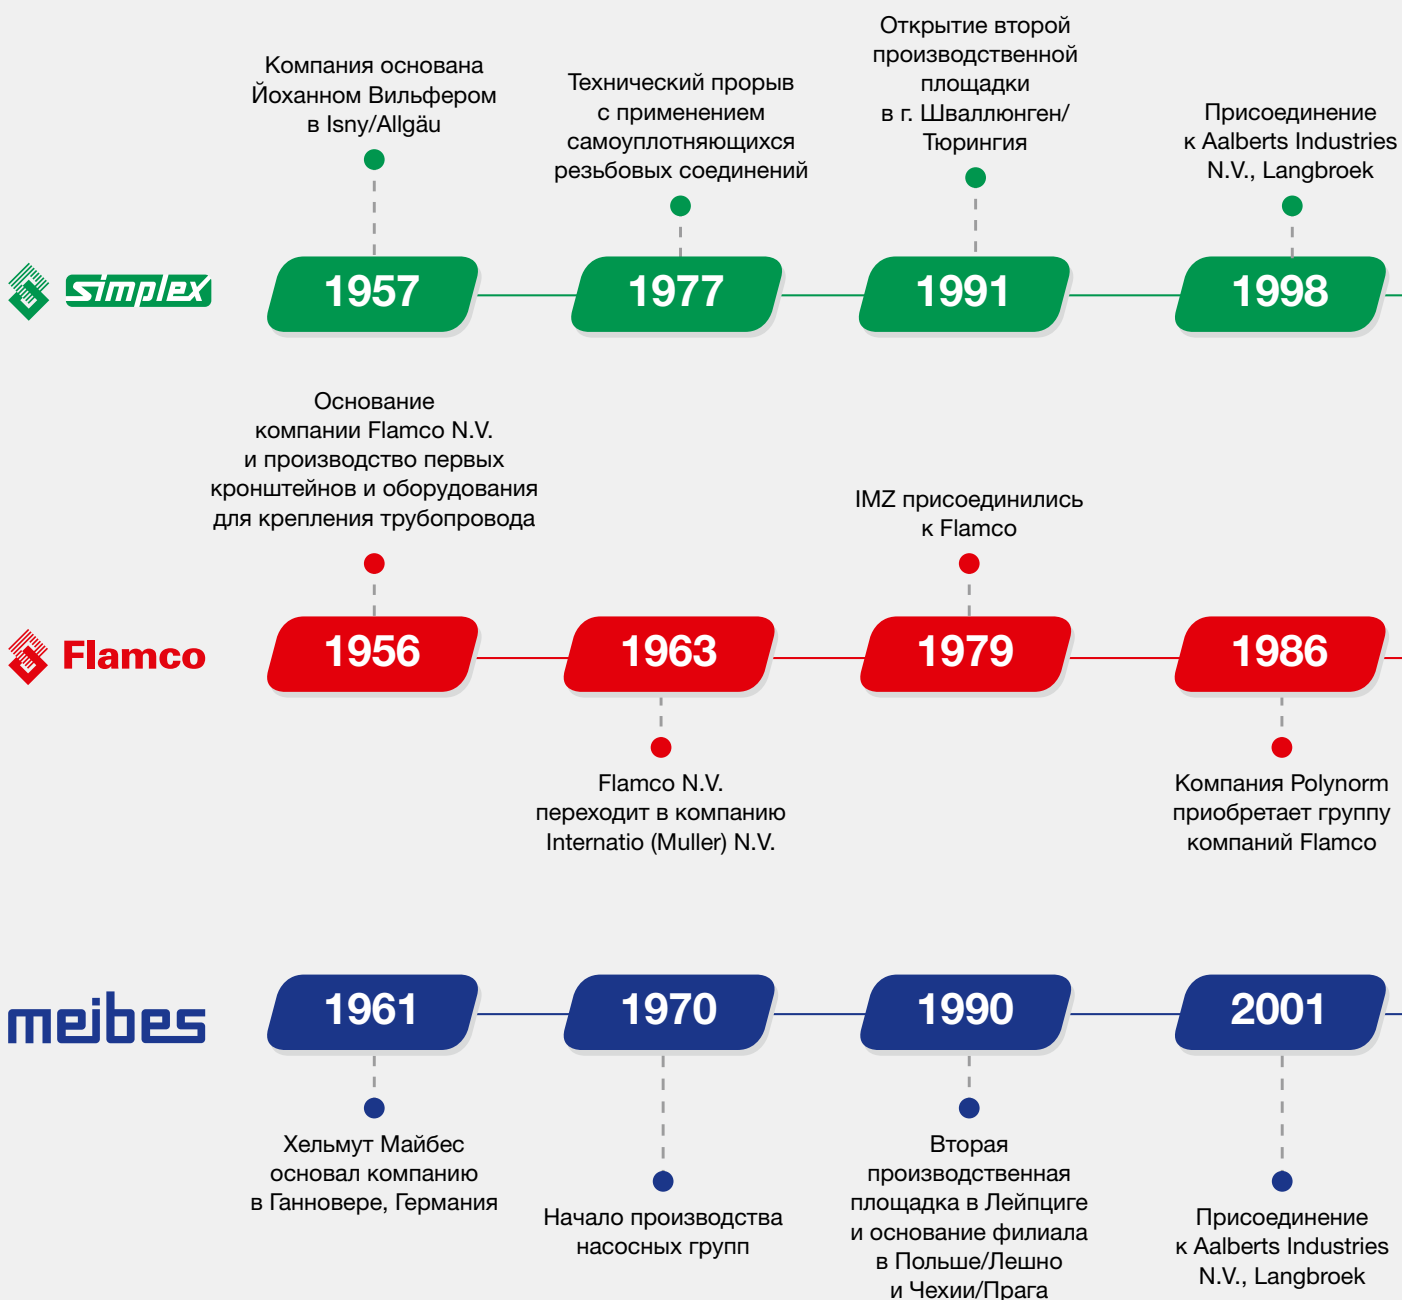 Компания основана
Йоханном Вильфером
в Isny/Allgäu
Технический прорыв
с применением
самоуплотняющихся
резьбовых соединений
Открытие второй
производственной
площадки
в г. Шваллюнген/
Тюрингия
Присоединение
к Aalberts Industries
N.V., Langbroek
simplex
1957
1977
1991
1998
Основание
компании Flamco N.V.
и производство первых
кронштейнов и оборудования
для крепления трубопровода
IMZ присоединились
к Flamco
Flamco
1956
1963
1979
1986
Flamco N.V.
переходит в компанию
Internatio (Muller) N.V.
Компания Polynorm
приобретает группу
компаний Flamco
meibes
1961
1970
1990
2001
Хельмут Майбес
основал компанию
в Ганновере, Германия
Начало производства
насосных групп
Вторая
производственная
площадка в Лейпциге
и основание филиала
в Польше/Лешно
и Чехии/Прага
Присоединение
к Aalberts Industries
N.V., Langbroek